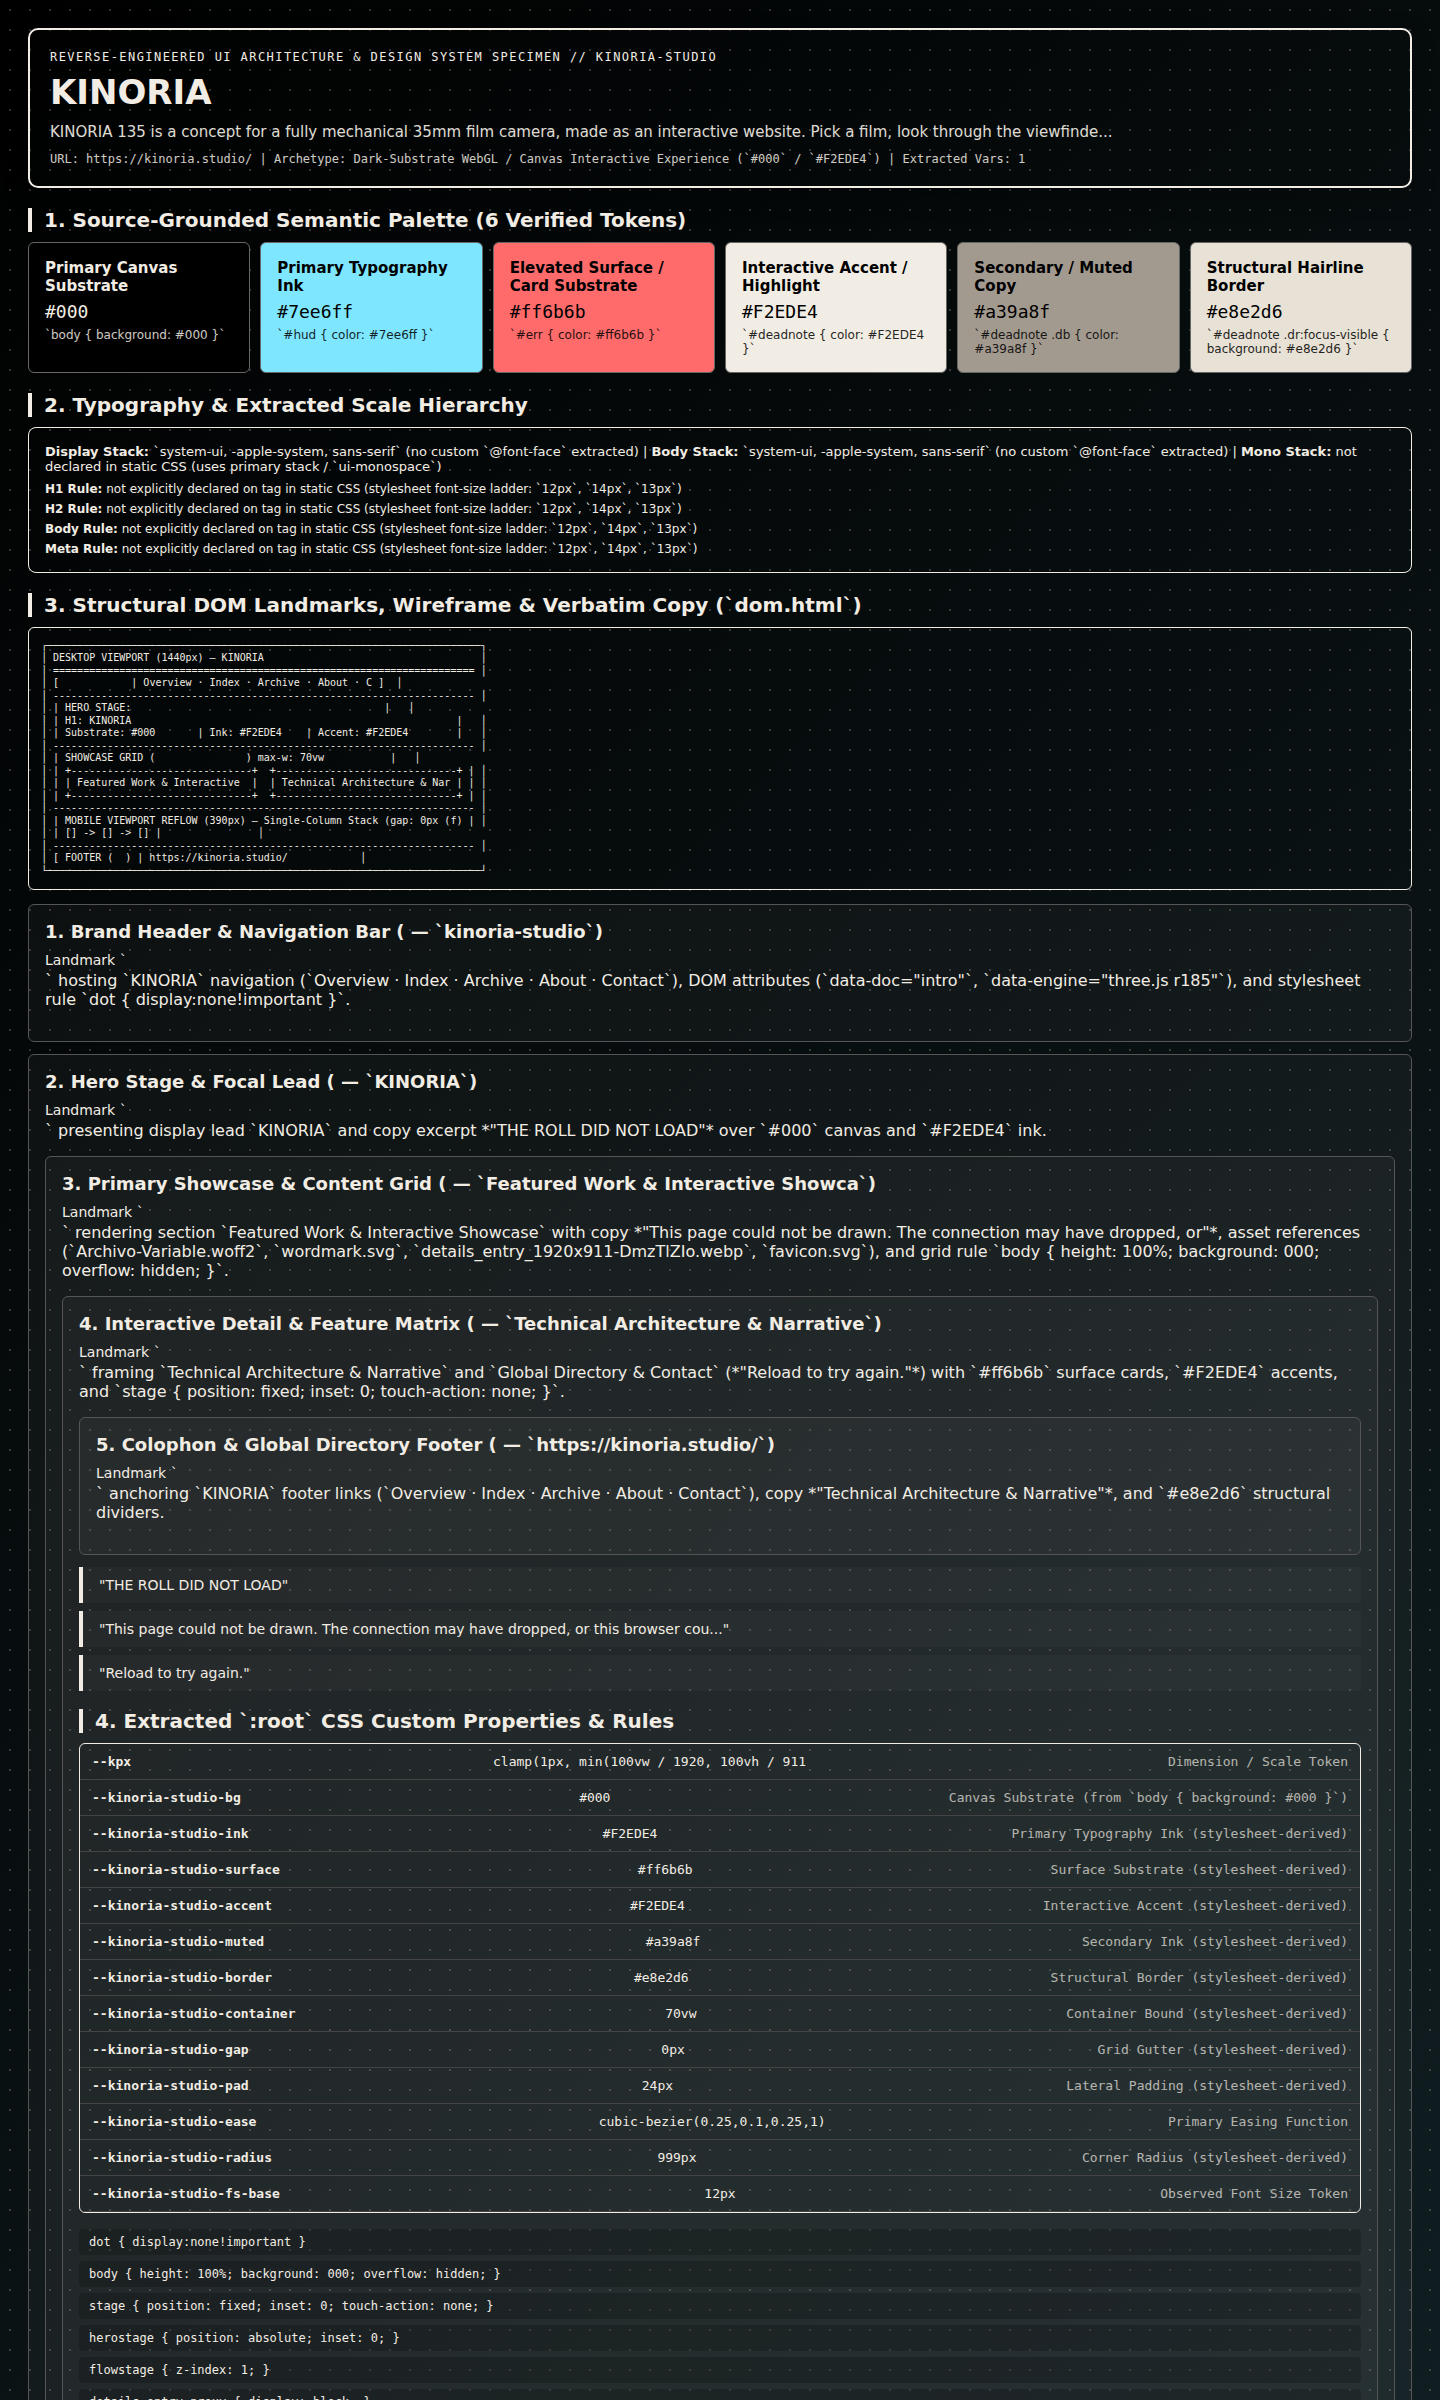 REVERSE-ENGINEERED UI ARCHITECTURE & DESIGN SYSTEM SPECIMEN // KINORIA-STUDIO
KINORIA
KINORIA 135 is a concept for a fully mechanical 35mm film camera, made as an interactive website. Pick a film, look through the viewfinde...
URL: https://kinoria.studio/ | Archetype: Dark-Substrate WebGL / Canvas Interactive Experience (`#000` / `#F2EDE4`) | Extracted Vars: 1
1. Source-Grounded Semantic Palette (6 Verified Tokens)
Primary Canvas
Substrate
#000
`body { background: #000 }`
Primary Typography
Ink
#7ee6ff
`#hud { color: #7ee6ff }`
Elevated Surface /
Card Substrate
#ff6b6b
`#err { color: #ff6b6b }`
Interactive Accent /
Highlight
#F2EDE4
`#deadnote { color: #F2EDE4
}`
Secondary / Muted
Copy
#a39a8f
`#deadnote .db { color:
#a39a8f }`
Structural Hairline
Border
#e8e2d6
`#deadnote .dr:focus-visible {
background: #e8e2d6 }`
2. Typography & Extracted Scale Hierarchy
Display Stack: `system-ui, -apple-system, sans-serif` (no custom `@font-face` extracted) | Body Stack: `system-ui, -apple-system, sans-serif` (no custom `@font-face` extracted) | Mono Stack: not
declared in static CSS (uses primary stack / `ui-monospace`)
H1 Rule: not explicitly declared on tag in static CSS (stylesheet font-size ladder: `12px`, `14px`, `13px`)
H2 Rule: not explicitly declared on tag in static CSS (stylesheet font-size ladder: `12px`, `14px`, `13px`)
Body Rule: not explicitly declared on tag in static CSS (stylesheet font-size ladder: `12px`, `14px`, `13px`)
Meta Rule: not explicitly declared on tag in static CSS (stylesheet font-size ladder: `12px`, `14px`, `13px`)
3. Structural DOM Landmarks, Wireframe & Verbatim Copy (`dom.html`)
DESKTOP VIEWPORT (1440px) — KINORIA
[ | Overview · Index · Archive · About · C ] |
| HERO STAGE: |
| H1: KINORIA |
| Substrate: #000 | Ink: #F2EDE4 | Accent: #F2EDE4 |
| SHOWCASE GRID ( ) max-w: 70vw |
| | Featured Work & Interactive | | Technical Architecture & Nar | |
| MOBILE VIEWPORT REFLOW (390px) — Single-Column Stack (gap: 0px (f) |
| [] -> [] -> [] |
[ FOOTER ( ) | https://kinoria.studio/
1. Brand Header & Navigation Bar ( — `kinoria-studio`)
Landmark `
` hosting `KINORIA` navigation (`Overview · Index · Archive · About · Contact`), DOM attributes (`data-doc="intro"`, `data-engine="three.js r185"`), and stylesheet
rule `dot { display:none!important }`.
2. Hero Stage & Focal Lead ( — `KINORIA`)
Landmark `
` presenting display lead `KINORIA` and copy excerpt *"THE ROLL DID NOT LOAD"* over `#000` canvas and `#F2EDE4` ink.
3. Primary Showcase & Content Grid ( — `Featured Work & Interactive Showca`)
Landmark `
` rendering section `Featured Work & Interactive Showcase` with copy *"This page could not be drawn. The connection may have dropped, or"*, asset references
(`Archivo-Variable.woff2`, `wordmark.svg`, `details_entry_1920x911-DmzTlZIo.webp`, `favicon.svg`), and grid rule `body { height: 100%; background: 000;
overflow: hidden; }`.
4. Interactive Detail & Feature Matrix ( — `Technical Architecture & Narrative`)
Landmark `
` framing `Technical Architecture & Narrative` and `Global Directory & Contact` (*"Reload to try again."*) with `#ff6b6b` surface cards, `#F2EDE4` accents,
and `stage { position: fixed; inset: 0; touch-action: none; }`.
5. Colophon & Global Directory Footer ( — `https://kinoria.studio/`)
Landmark `
` anchoring `KINORIA` footer links (`Overview · Index · Archive · About · Contact`), copy *"Technical Architecture & Narrative"*, and `#e8e2d6` structural
dividers.
"THE ROLL DID NOT LOAD"
"This page could not be drawn. The connection may have dropped, or this browser cou..."
"Reload to try again."
4. Extracted `:root` CSS Custom Properties & Rules
--kpx clamp(1px, min(100vw / 1920, 100vh / 911 Dimension / Scale Token
--kinoria-studio-bg #000 Canvas Substrate (from `body { background: #000 }`)
--kinoria-studio-ink #F2EDE4 Primary Typography Ink (stylesheet-derived)
--kinoria-studio-surface #ff6b6b Surface Substrate (stylesheet-derived)
--kinoria-studio-accent #F2EDE4 Interactive Accent (stylesheet-derived)
--kinoria-studio-muted #a39a8f Secondary Ink (stylesheet-derived)
--kinoria-studio-border #e8e2d6 Structural Border (stylesheet-derived)
--kinoria-studio-container 70vw Container Bound (stylesheet-derived)
--kinoria-studio-gap 0px Grid Gutter (stylesheet-derived)
--kinoria-studio-pad 24px Lateral Padding (stylesheet-derived)
--kinoria-studio-ease cubic-bezier(0.25,0.1,0.25,1) Primary Easing Function
--kinoria-studio-radius 999px Corner Radius (stylesheet-derived)
--kinoria-studio-fs-base 12px Observed Font Size Token
dot { display:none!important }
body { height: 100%; background: 000; overflow: hidden; }
stage { position: fixed; inset: 0; touch-action: none; }
herostage { position: absolute; inset: 0; }
flowstage { z-index: 1; }